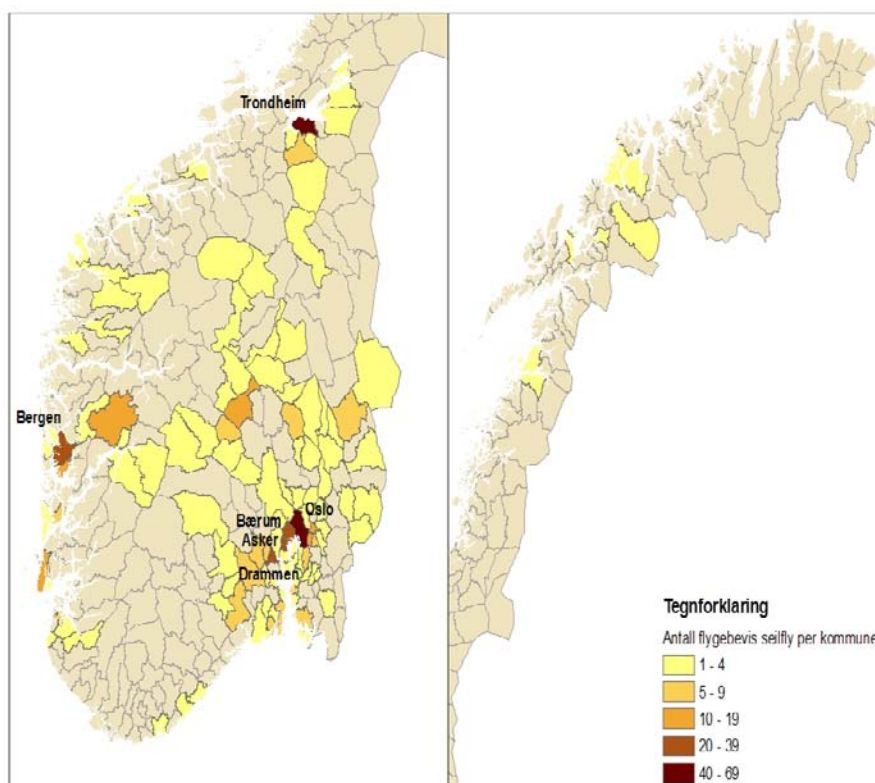 Trondheim
Bergen
Bærum
Oslo
Asker
Drammen
Tegnforklaring
Antall flygebevis seilfly per kommune
1 - 4
5 - 9
10 - 19
20 - 39
40 - 69